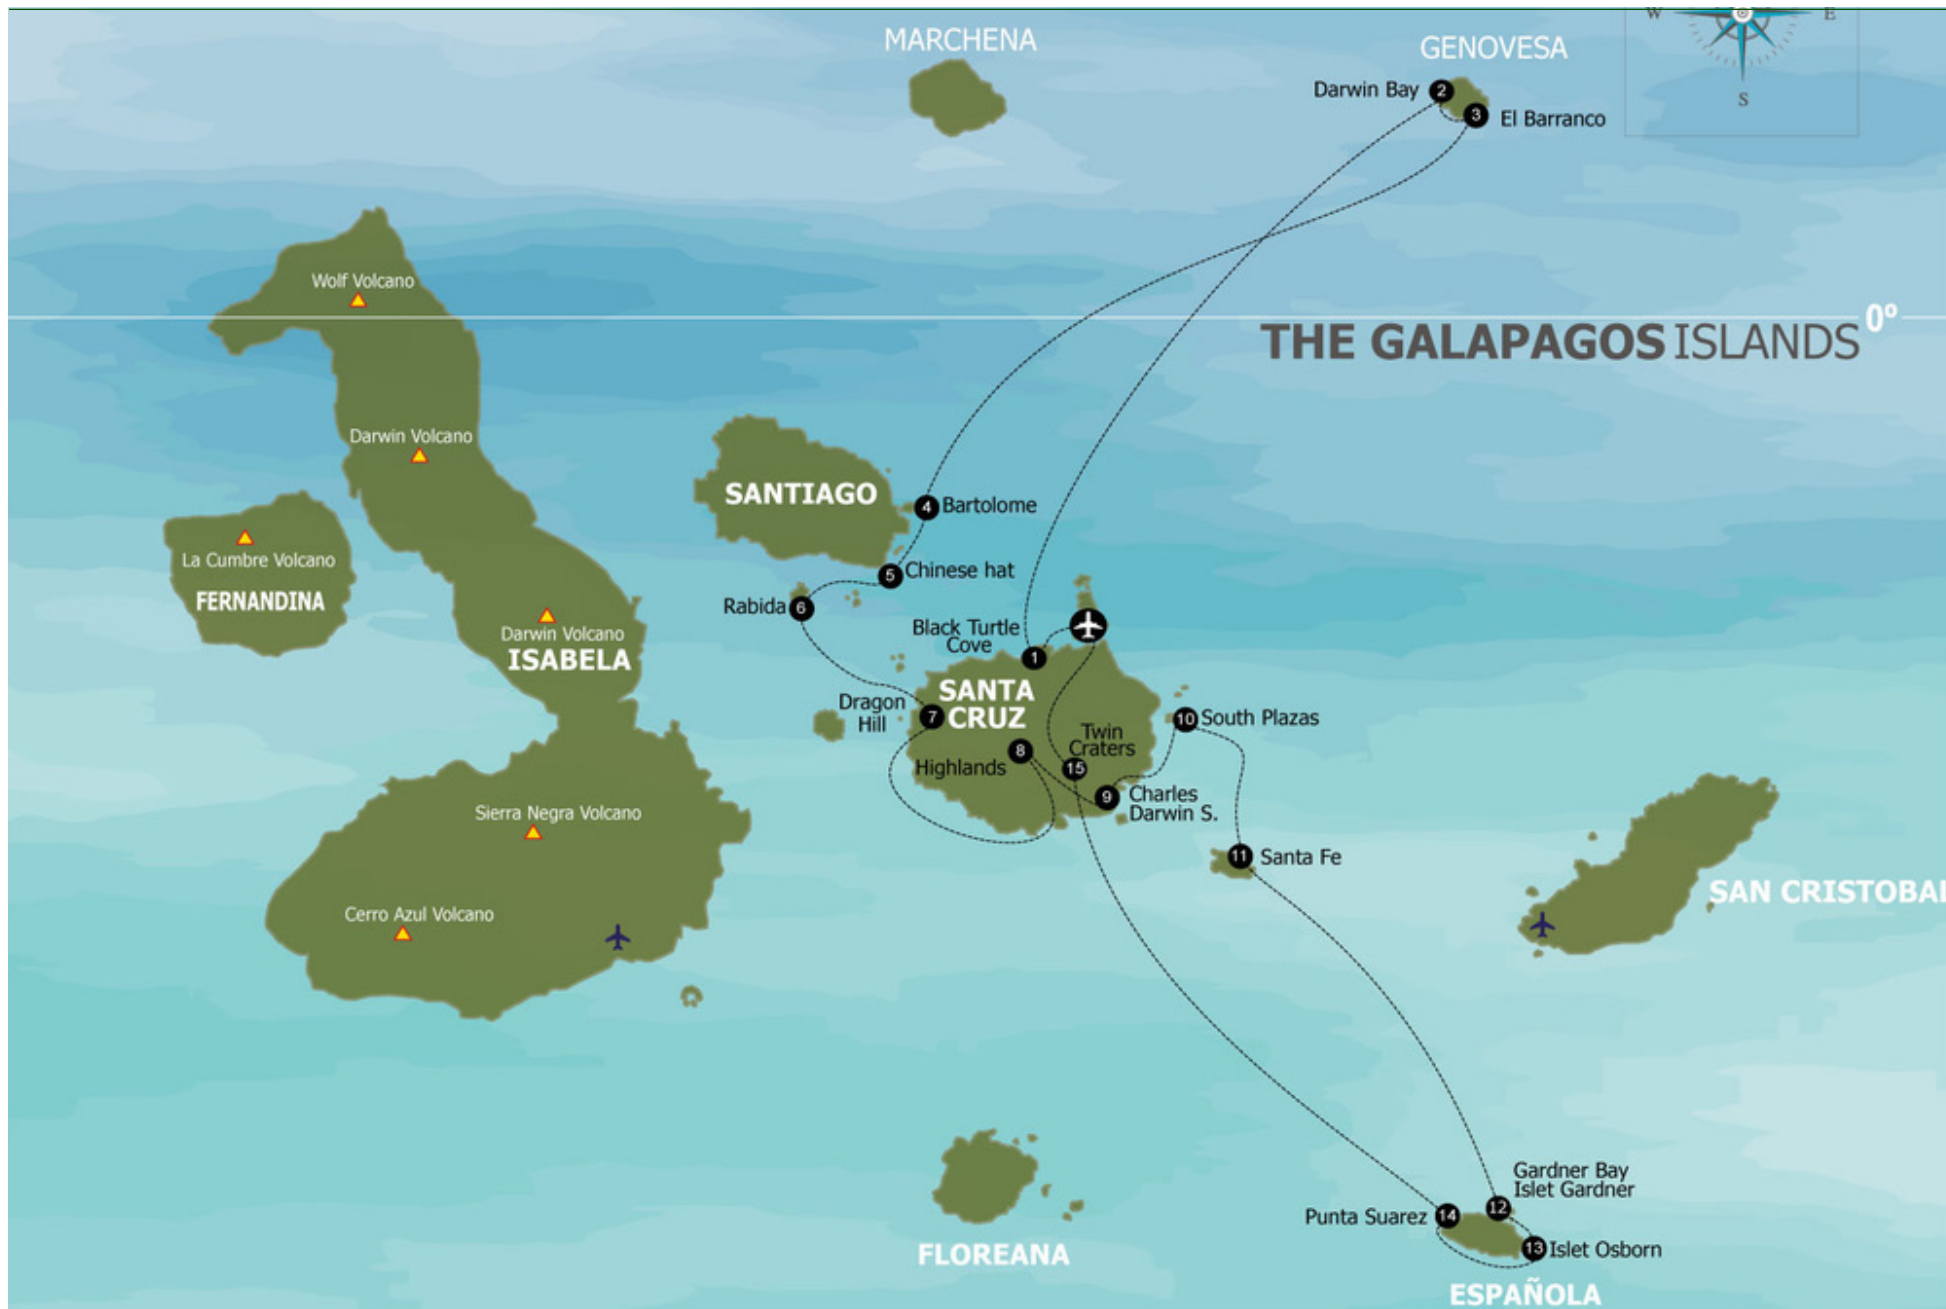 MARCHENA
GENOVESA
W
E
S
Darwin Bay
2
3
El Barranco
Wolf Volcano
0º
THE GALAPAGOS ISLANDS
Darwin Volcano
SANTIAGO
4
Bartolome
La Cumbre Volcano
FERNANDINA
5
Chinese hat
Rabida
6
Darwin Volcano
ISABELA
Black Turtle
Cove
1
SANTA
CRUZ
Dragon
Hill
7
10
South Plazas
Twin
Craters
8
Highlands
15
9
Charles
Darwin S.
Sierra Negra Volcano
11
Santa Fe
SAN CRISTOBAL
Cerro Azul Volcano
Gardner Bay
Islet Gardner
12
Punta Suarez
14
13
Islet Osborn
FLOREANA
ESPAÑOLA